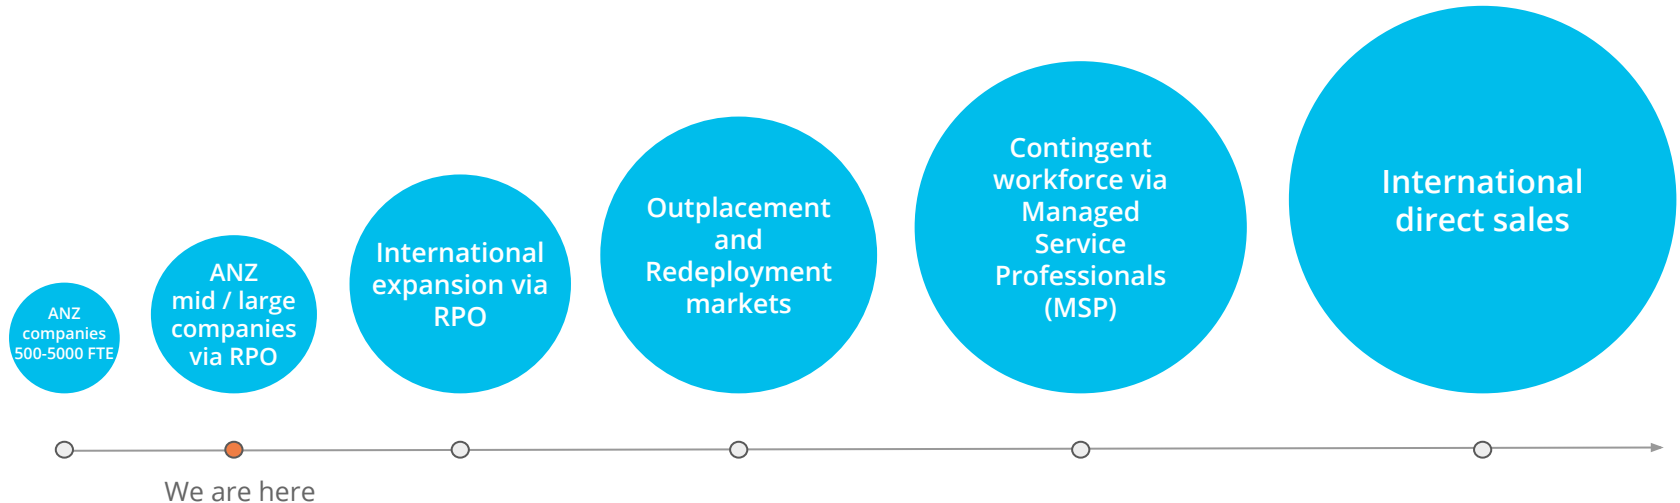 ANZ
companies
500-5000 FTE
ANZ
mid / large
companies
via RPO
International
expansion via
RPO
Outplacement
and
Redeployment
markets
Contingent
workforce via
Managed
Service
Professionals
(MSP)
International
direct sales
We are here